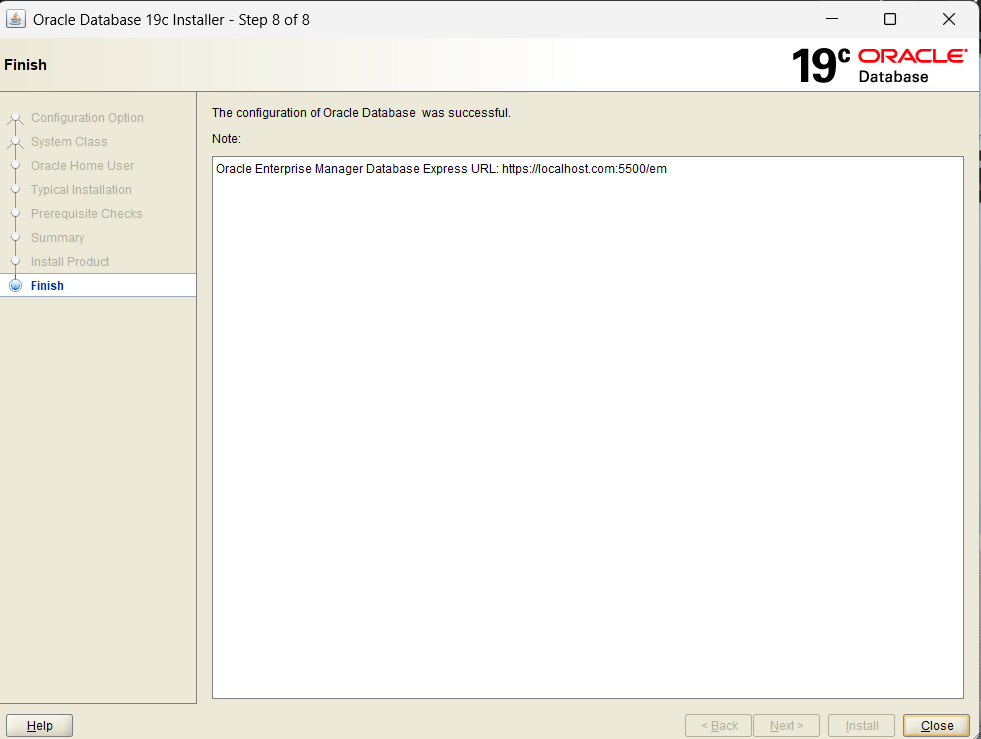 Oracle Database 19c Installer - Step 8 of 8
Finish
19c ORACLE
Database
Configuration Option
System Class
Oracle Home User
Typical Installation
Prerequisite Checks
Summary
Install Product
Finish
The configuration of Oracle Database  was successful.
Note:
Oracle Enterprise Manager Database Express URL: https://localhost.com:5500/em
Help
< Back
Next >
Install
Close